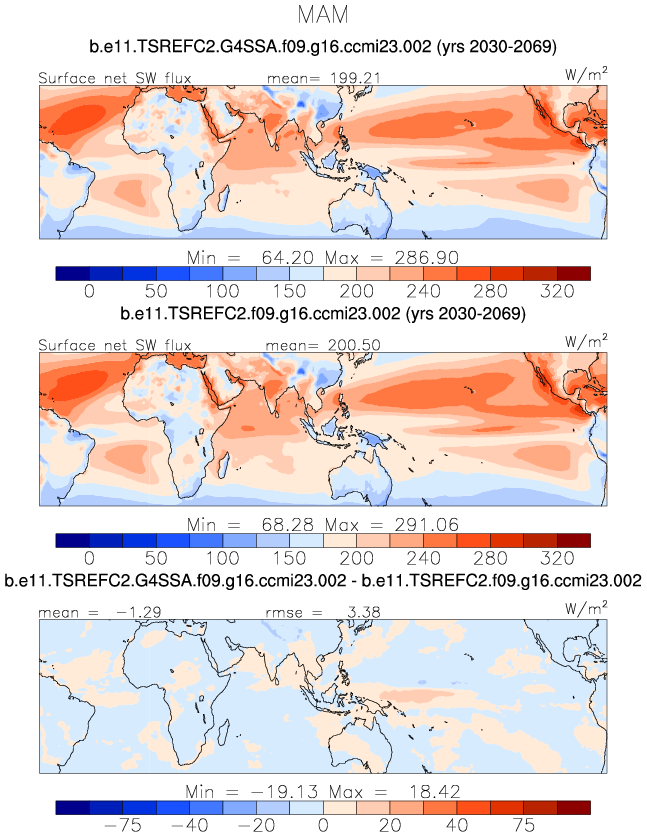 MAM
b.e11.TSREFC2.G4SSA.f09.g16.ccmi23.002 (yrs 2030-2069)
Surface net SW flux mean= 199.21 W/m²
Min = 64.20 Max = 286.90
0 50 100 150 200 240 280 320
b.e11.TSREFC2.f09.g16.ccmi23.002 (yrs 2030-2069)
Surface net SW flux mean= 200.50 W/m²
Min = 68.28 Max = 291.06
0 50 100 150 200 240 280 320
b.e11.TSREFC2.G4SSA.f09.g16.ccmi23.002 - b.e11.TSREFC2.f09.g16.ccmi23.002
mean = −1.29 rmse = 3.38 W/m²
Min = −19.13 Max = 18.42
−75 −40 −20 0 20 40 75